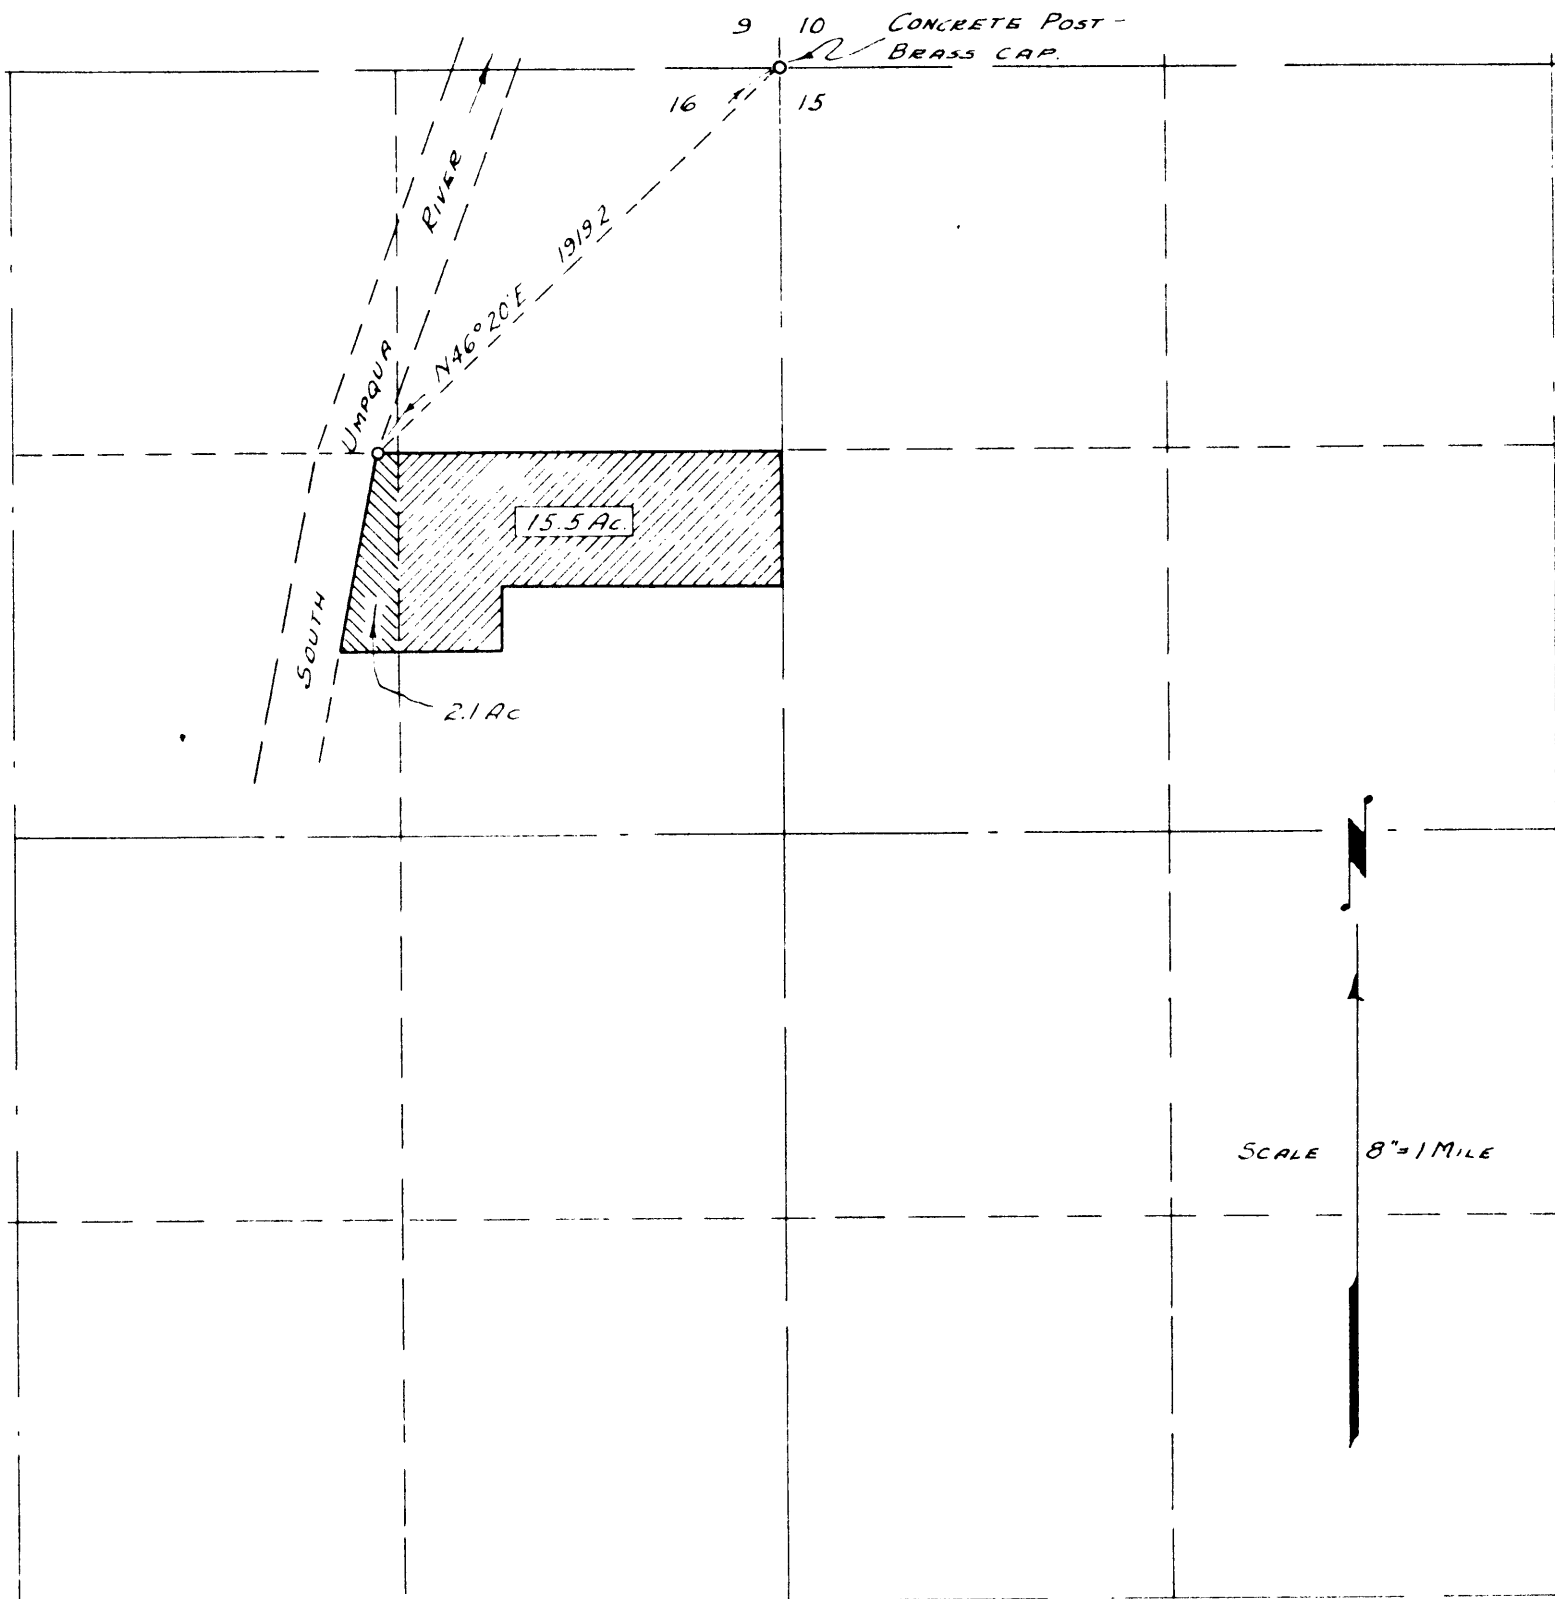 9 10 CONCRETE POST -
BRASS CAP.
16 15
RIVER
N46°20'E 1919.2
UMPQUA
15.5 Ac.
SOUTH
2.1 Ac
N
SCALE 8"=1 MILE